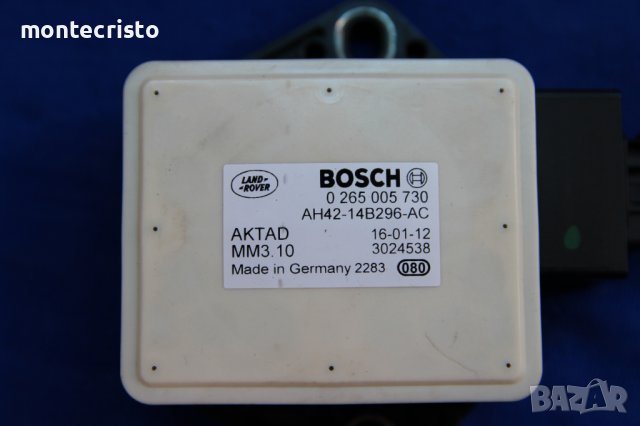 montecristo
LAND-
-ROVER
BOSCH
0 265 005 730
AH42-14B296-AC
AKTAD 16-01-12
MM3.10 3024538
Made in Germany 2283 080
BAZAR